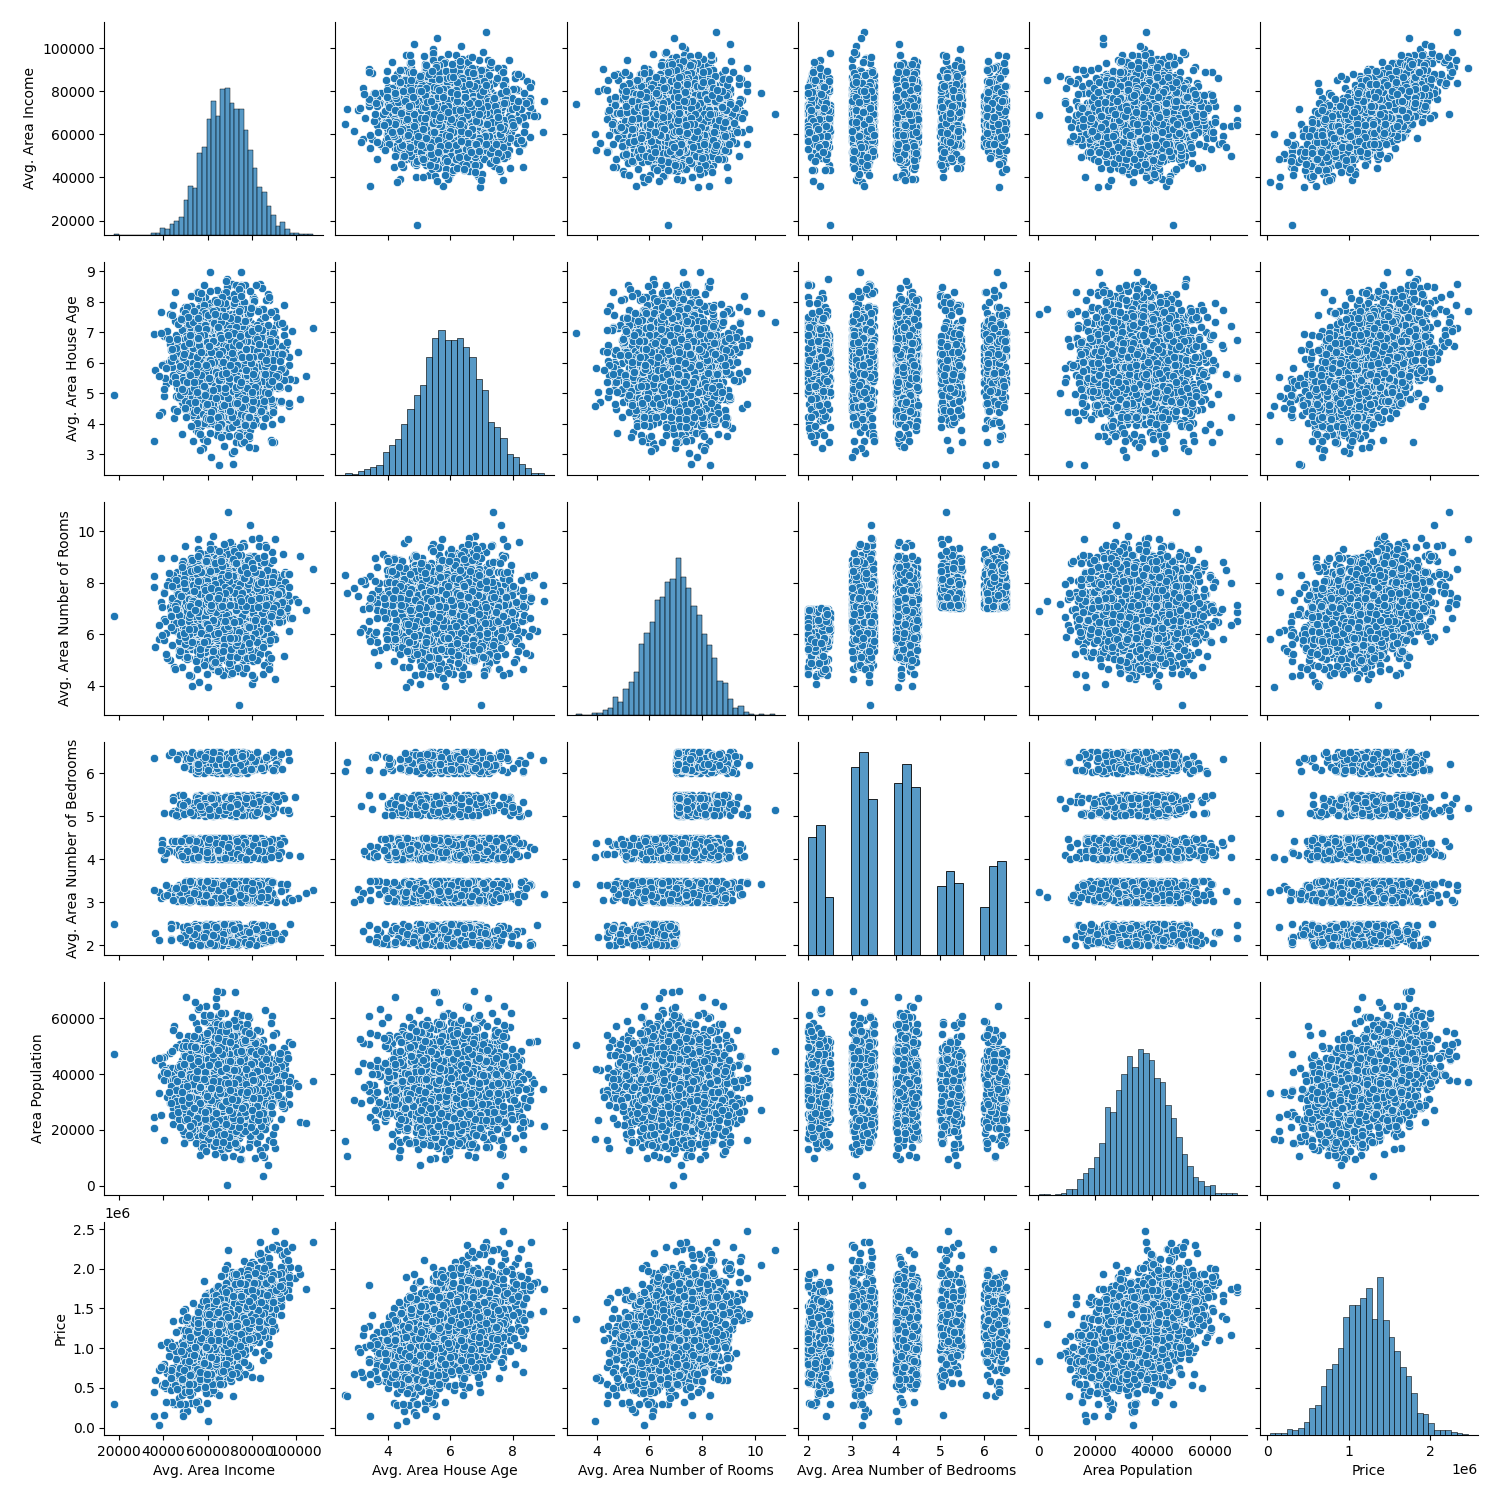 100000
80000
60000
40000
20000
Avg. Area Income
9
8
7
6
5
4
3
Avg. Area House Age
10
8
6
4
Avg. Area Number of Rooms
6
5
4
3
2
Avg. Area Number of Bedrooms
60000
40000
20000
0
Area Population
1e6
2.5
2.0
1.5
1.0
0.5
0.0
Price
20000 40000 60000 80000 100000
Avg. Area Income
4 6 8
Avg. Area House Age
4 6 8 10
Avg. Area Number of Rooms
2 3 4 5 6
Avg. Area Number of Bedrooms
0 20000 40000 60000
Area Population
0 1 2
1e6
Price